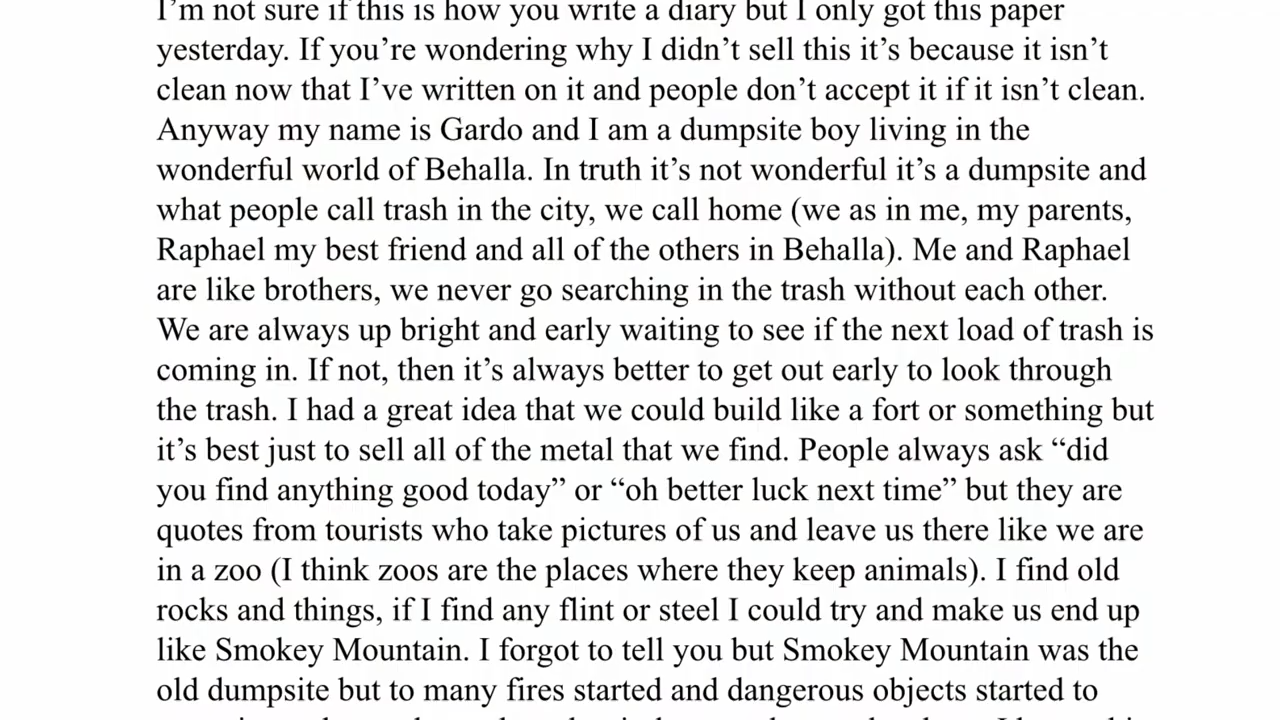 I’m not sure if this is how you write a diary but I only got this paper
yesterday. If you’re wondering why I didn’t sell this it’s because it isn’t
clean now that I’ve written on it and people don’t accept it if it isn’t clean.
Anyway my name is Gardo and I am a dumpsite boy living in the
wonderful world of Behalla. In truth it’s not wonderful it’s a dumpsite and
what people call trash in the city, we call home (we as in me, my parents,
Raphael my best friend and all of the others in Behalla). Me and Raphael
are like brothers, we never go searching in the trash without each other.
We are always up bright and early waiting to see if the next load of trash is
coming in. If not, then it’s always better to get out early to look through
the trash. I had a great idea that we could build like a fort or something but
it’s best just to sell all of the metal that we find. People always ask “did
you find anything good today” or “oh better luck next time” but they are
quotes from tourists who take pictures of us and leave us there like we are
in a zoo (I think zoos are the places where they keep animals). I find old
rocks and things, if I find any flint or steel I could try and make us end up
like Smokey Mountain. I forgot to tell you but Smokey Mountain was the
old dumpsite but to many fires started and dangerous objects started to